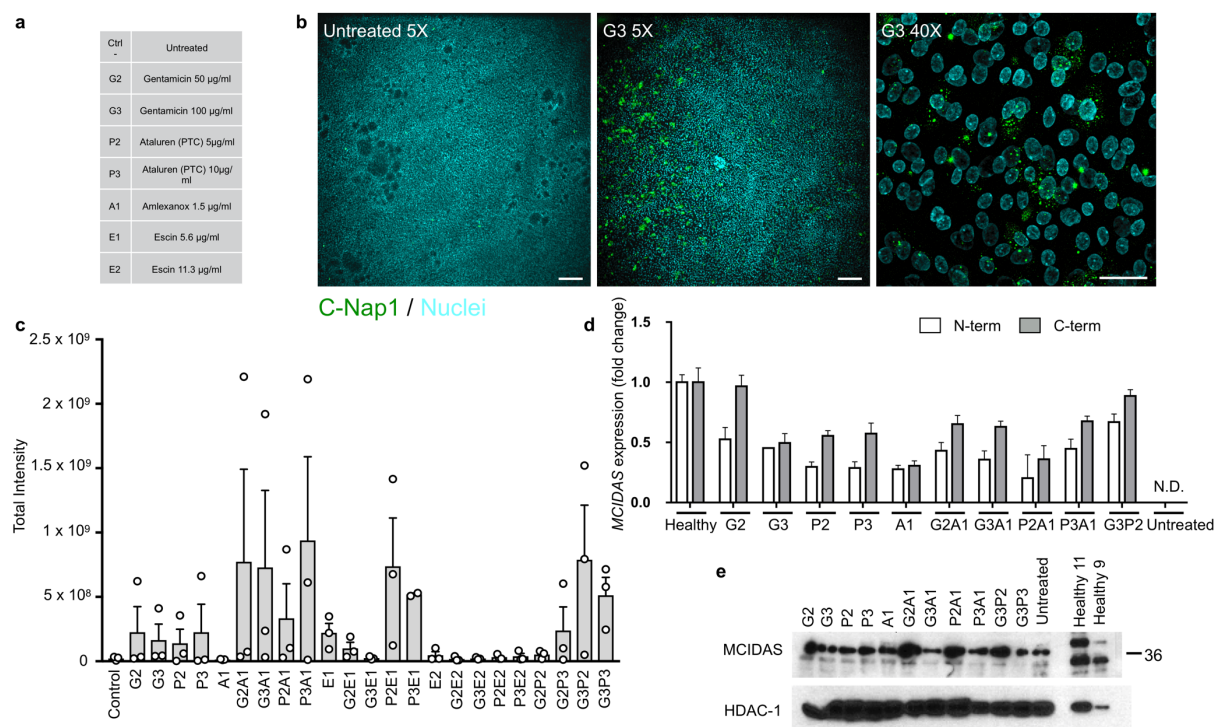 a
Ctrl
-
Untreated
G2
Gentamicin 50 µg/ml
G3
Gentamicin 100 µg/ml
P2
Ataluren (PTC) 5µg/ml
P3
Ataluren (PTC) 10µg/
ml
A1
Amlexanox 1.5 µg/ml
E1
Escin 5.6 µg/ml
E2
Escin 11.3 µg/ml
b
Untreated 5X
G3 5X
G3 40X
C-Nap1 / Nuclei
c
2.5 x 10⁹
2 x 10⁹
1.5 x 10⁹
1 x 10⁹
5 x 10⁸
0
Total Intensity
Control
G2
G3
P2
P3
A1
G2A1
G3A1
P2A1
P3A1
E1
G2E1
G3E1
P2E1
P3E1
E2
G2E2
G3E2
P2E2
P3E2
G2P2
G2P3
G3P2
G3P3
d
N-term
C-term
MCIDAS expression (fold change)
1.5
1.0
0.5
0.0
N.D.
Healthy
G2
G3
P2
P3
A1
G2A1
G3A1
P2A1
P3A1
G3P2
Untreated
e
G2
G3
P2
P3
A1
G2A1
G3A1
P2A1
P3A1
G3P2
G3P3
Untreated
Healthy 11
Healthy 9
MCIDAS
36
HDAC-1